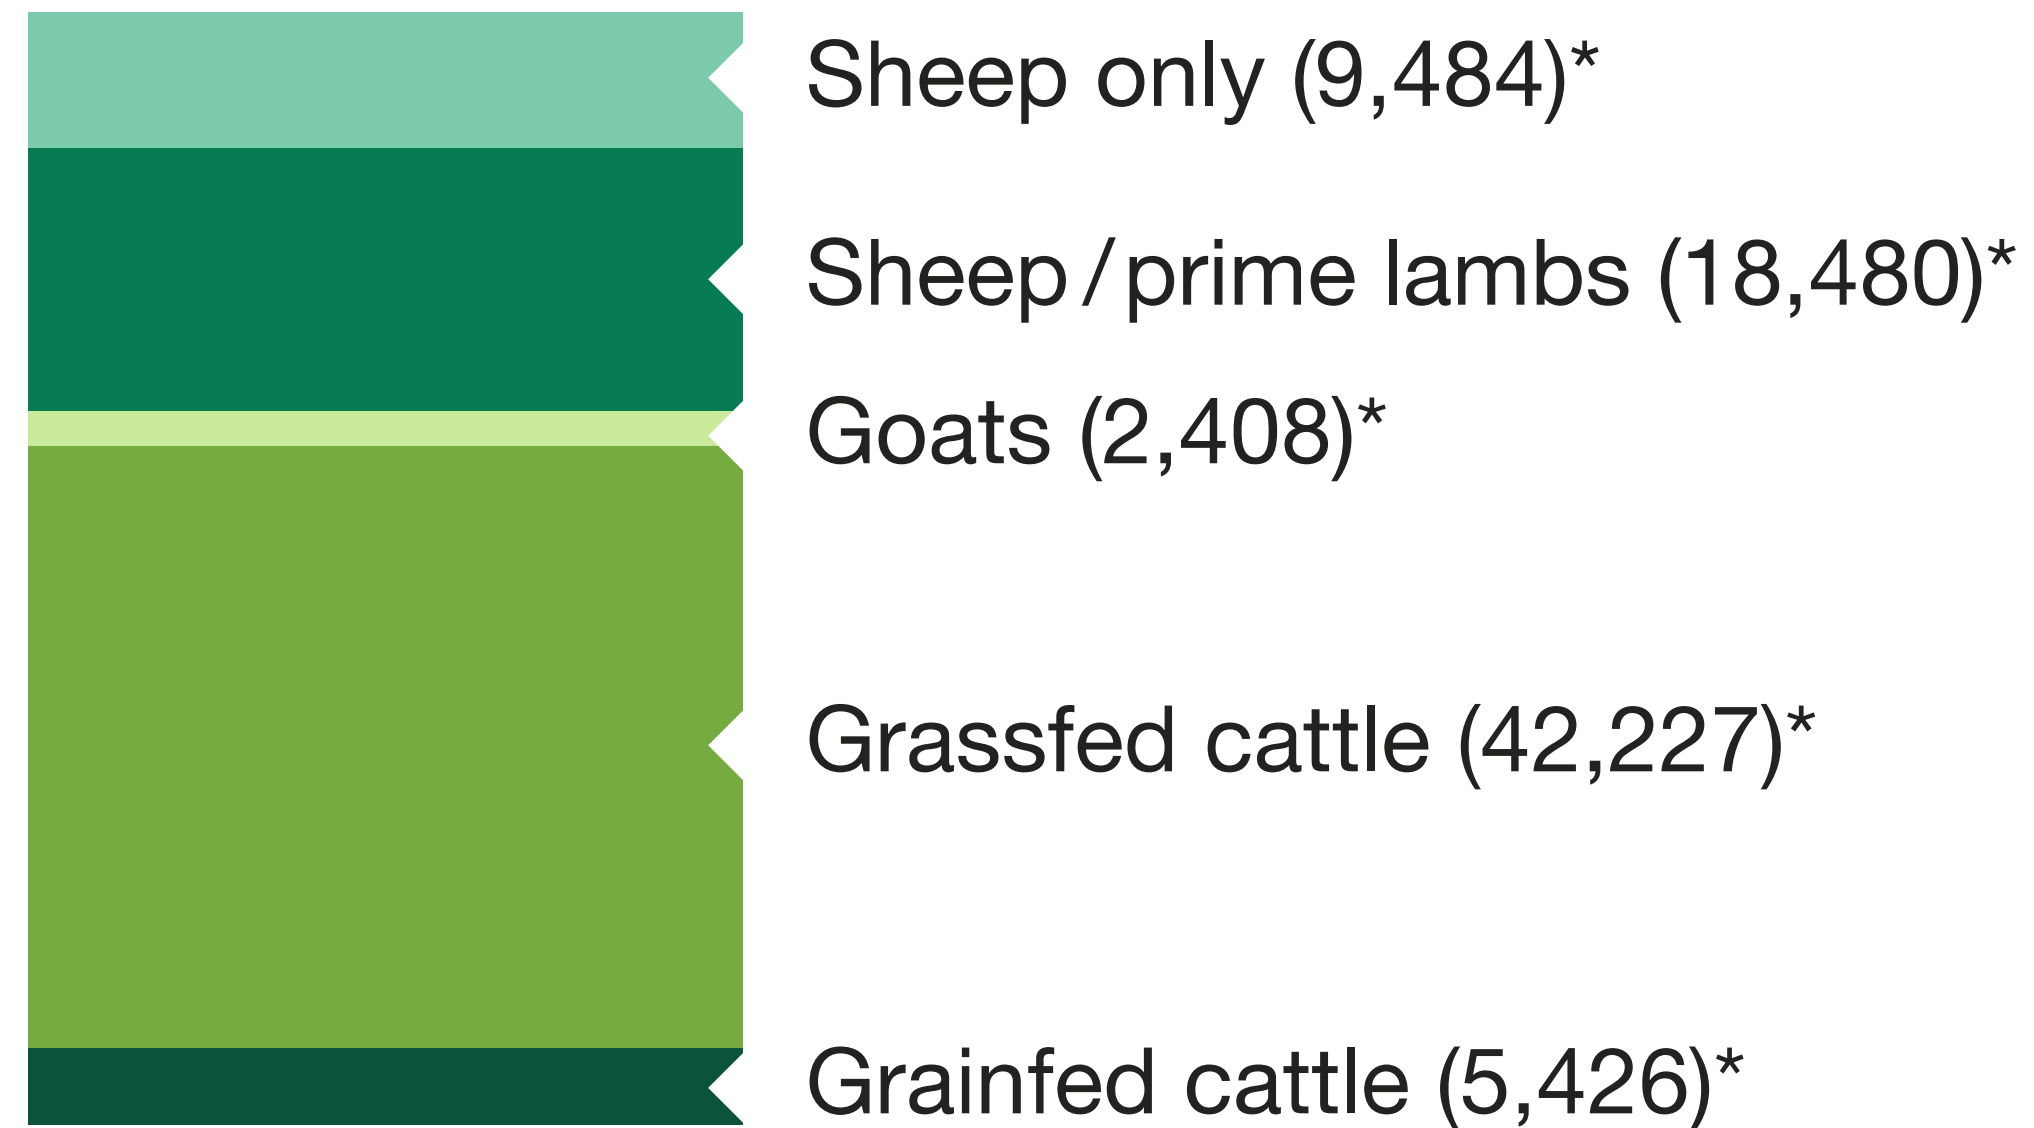 Sheep only (9,484)*
Sheep/prime lambs (18,480)*
Goats (2,408)*
Grassfed cattle (42,227)*
Grainfed cattle (5,426)*